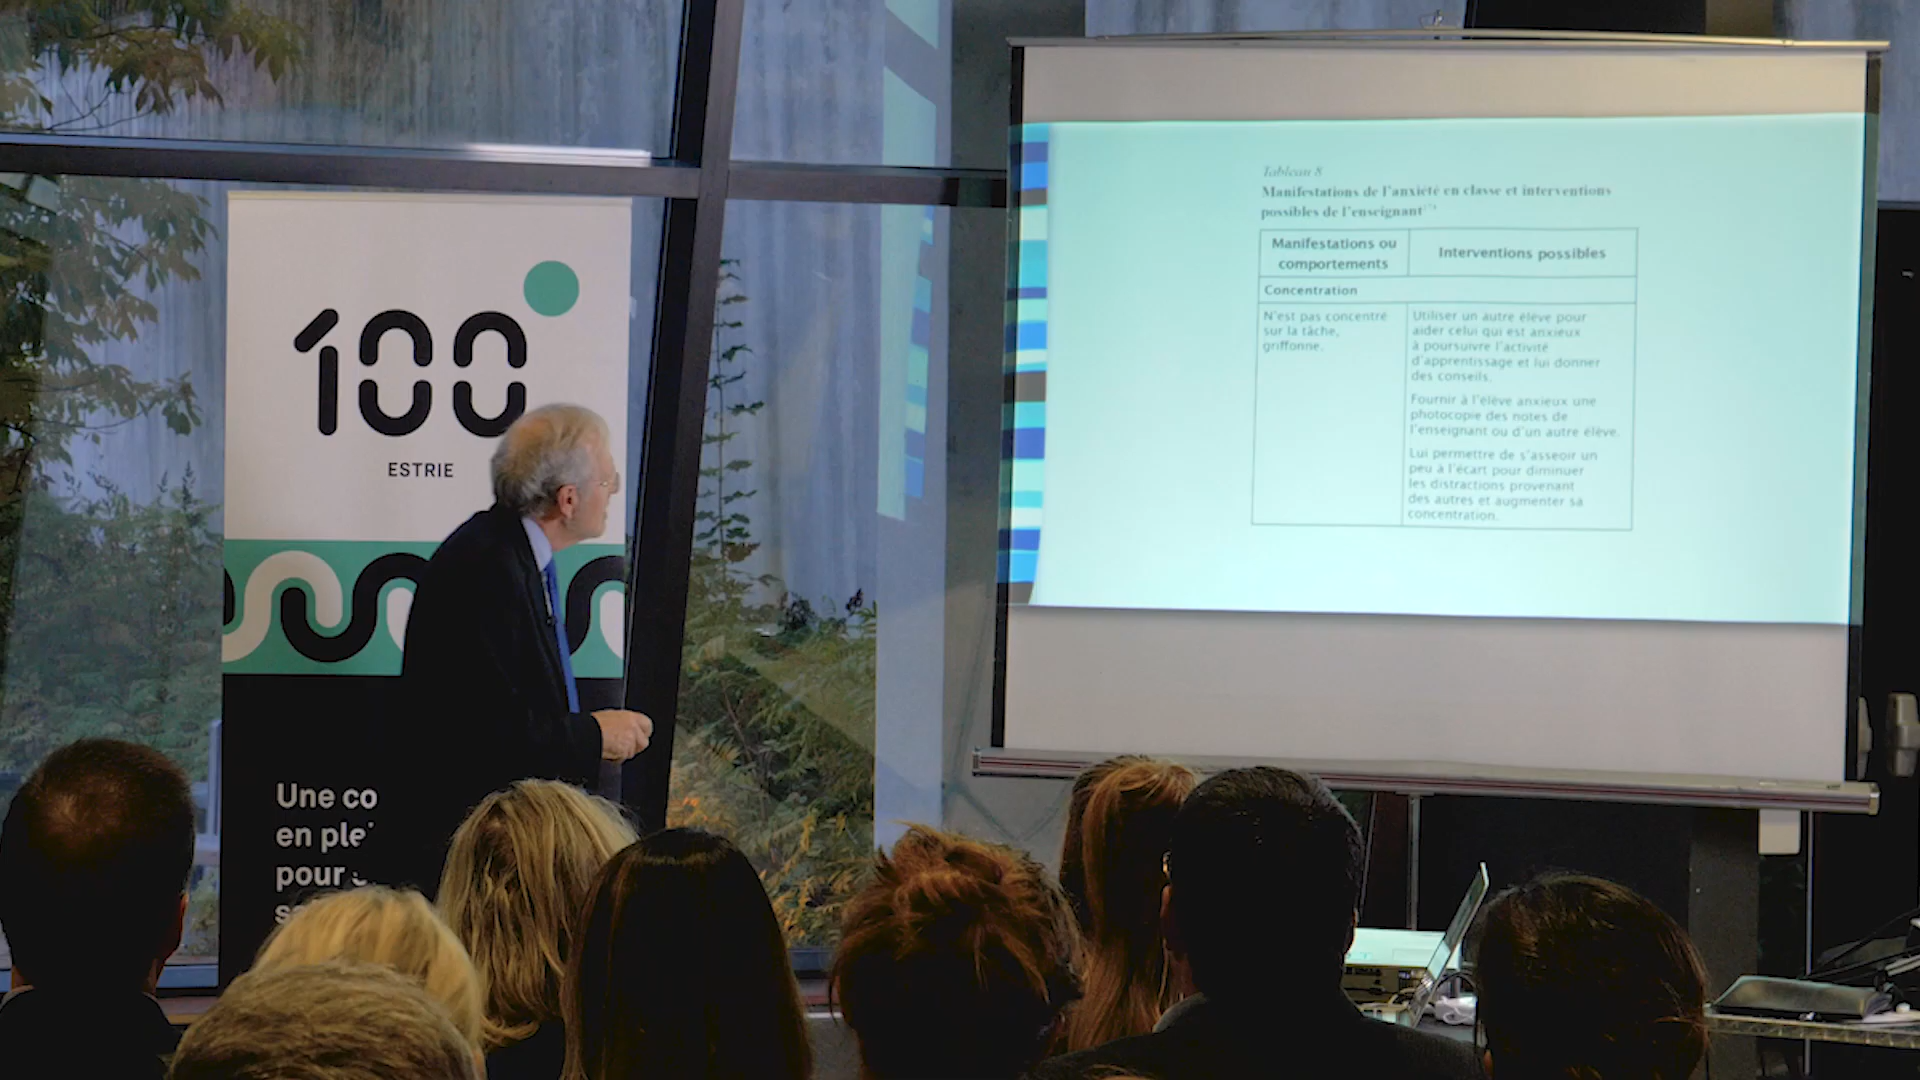 100
ESTRIE
Une co
en ple
pour
Tableau 8
Manifestations de l'anxiété en classe et interventions
possibles de l'enseignant
Manifestations ou
comportements
Interventions possibles
Concentration
N'est pas concentré
sur la tâche,
griffonne.
Utiliser un autre élève pour
aider celui qui est anxieux
à poursuivre l'activité
d'apprentissage et lui donner
des conseils.
Fournir à l'élève anxieux une
photocopie des notes de
l'enseignant ou d'un autre élève.
Lui permettre de s'asseoir un
peu à l'écart pour diminuer
les distractions provenant
des autres et augmenter sa
concentration.